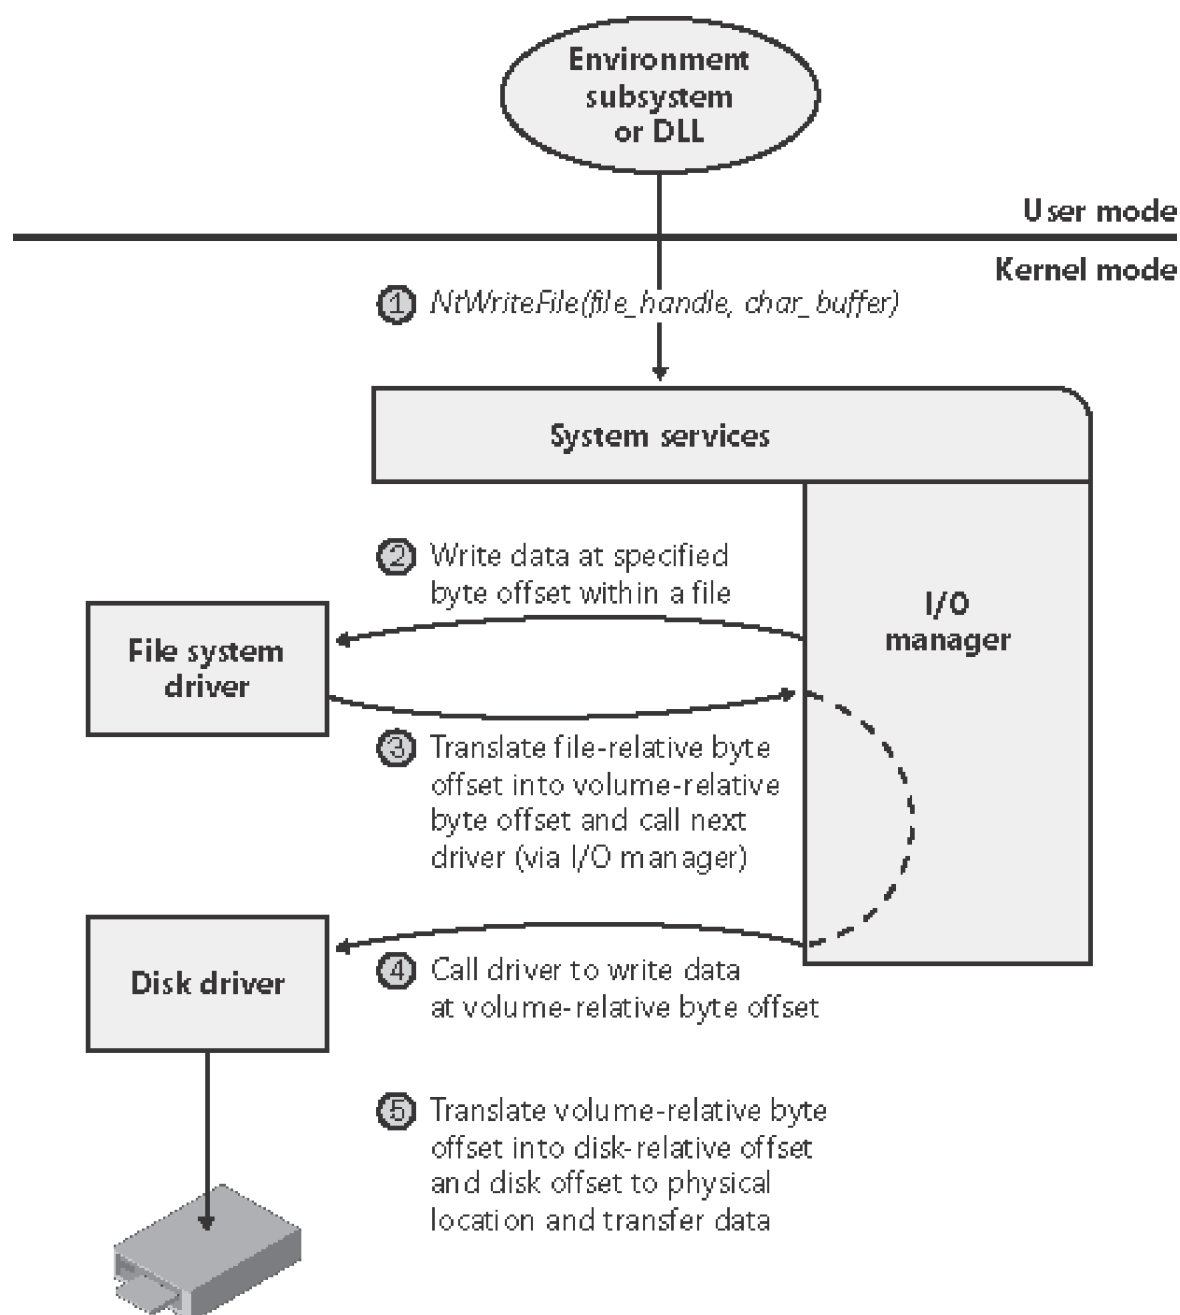 Environment
subsystem
or DLL
User mode
Kernel mode
1 NtWriteFile(file_handle, char_buffer)
System services
2 Write data at specified
byte offset within a file
I/O
manager
File system
driver
3 Translate file-relative byte
offset into volume-relative
byte offset and call next
driver (via I/O manager)
Disk driver
4 Call driver to write data
at volume-relative byte offset
5 Translate volume-relative byte
offset into disk-relative offset
and disk offset to physical
location and transfer data